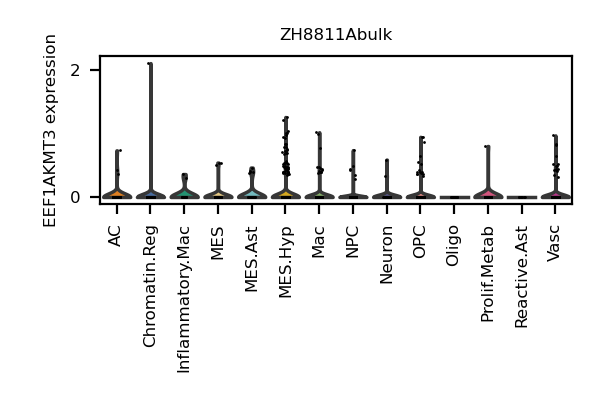 ZH8811Abulk
EEF1AKMT3 expression
2
0
AC
Chromatin.Reg
Inflammatory.Mac
MES
MES.Ast
MES.Hyp
Mac
NPC
Neuron
OPC
Oligo
Prolif.Metab
Reactive.Ast
Vasc